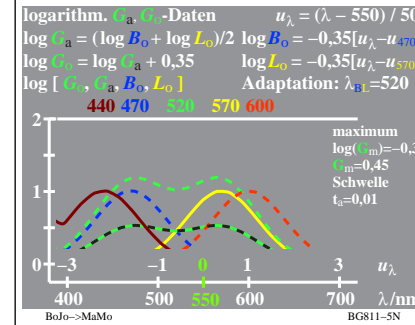 logarithm. Ga, Go-Daten uλ = (λ – 550) / 50
log Ga = (log Bo + log Lo)/2 log Bo = –0,35[uλ–u470
log Go = log Ga + 0,35 log Lo = –0,35[uλ–u570
log [ Go, Ga, Bo, Lo ] Adaptation: λBL=520
440 470 520 570 600
2
maximum
log(Gm)=–0,3
Gm=0,45
1
Schwelle
ta=0,01
0 –3 –1 0 1 3 uλ
400 500 550 600 700 λ/nm
BoJo–>MaMo BG811–5N